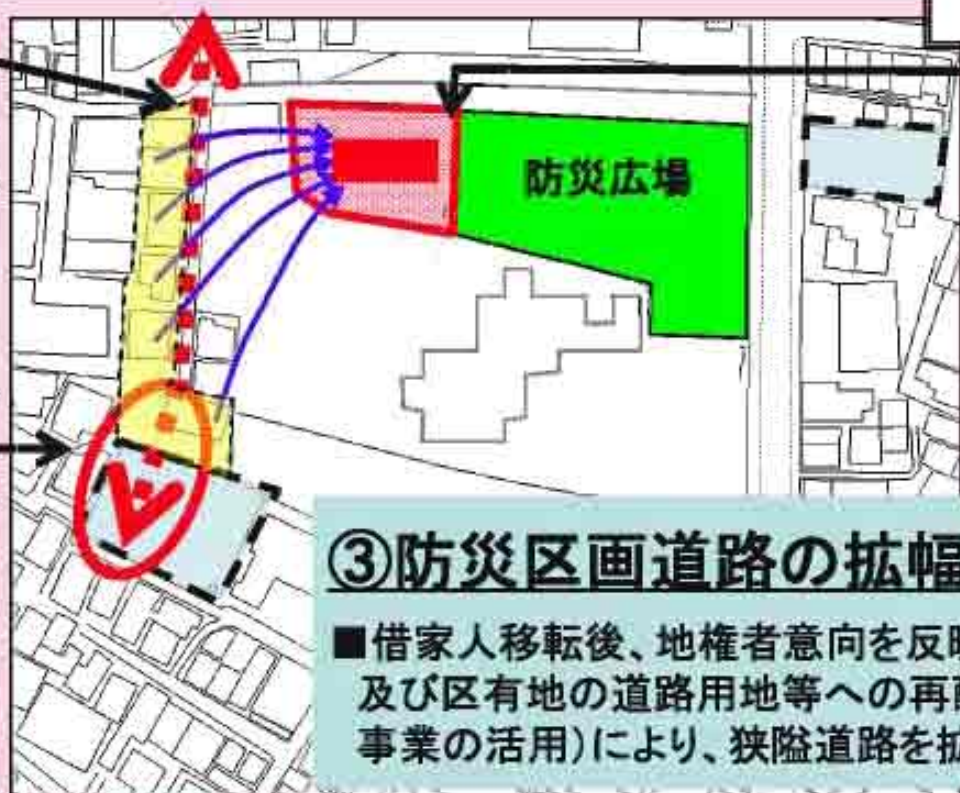 防災広場
③防災区画道路の拡幅
■借家人移転後、地権者意向を反映
及び区有地の道路用地等への再配
事業の活用)により、狭隘道路を拡